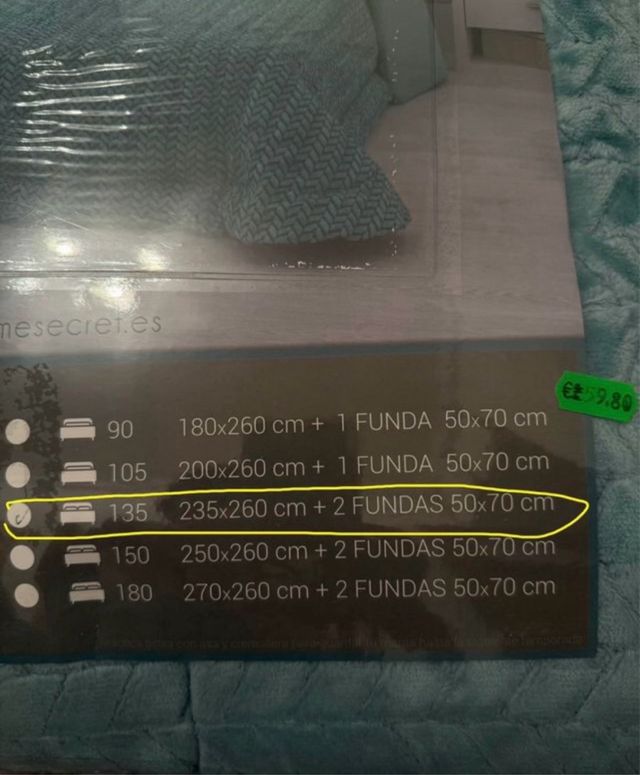 mesecret.es
59.80
90 180x260 cm + 1 FUNDA 50x70 cm
105 200x260 cm + 1 FUNDA 50x70 cm
135 235x260 cm + 2 FUNDAS 50x70 cm
150 250x260 cm + 2 FUNDAS 50x70 cm
180 270x260 cm + 2 FUNDAS 50x70 cm